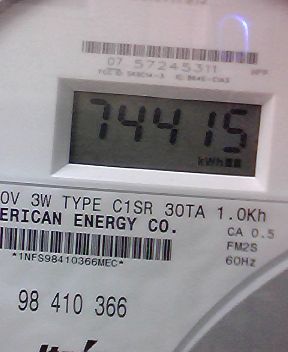 07 57245311
74415
kWh
0V 3W TYPE C1SR 30TA 1.0Kh
ERICAN ENERGY CO. CA 0.5
FM2S
*1NFS98410366MEC* 60Hz
98 410 366